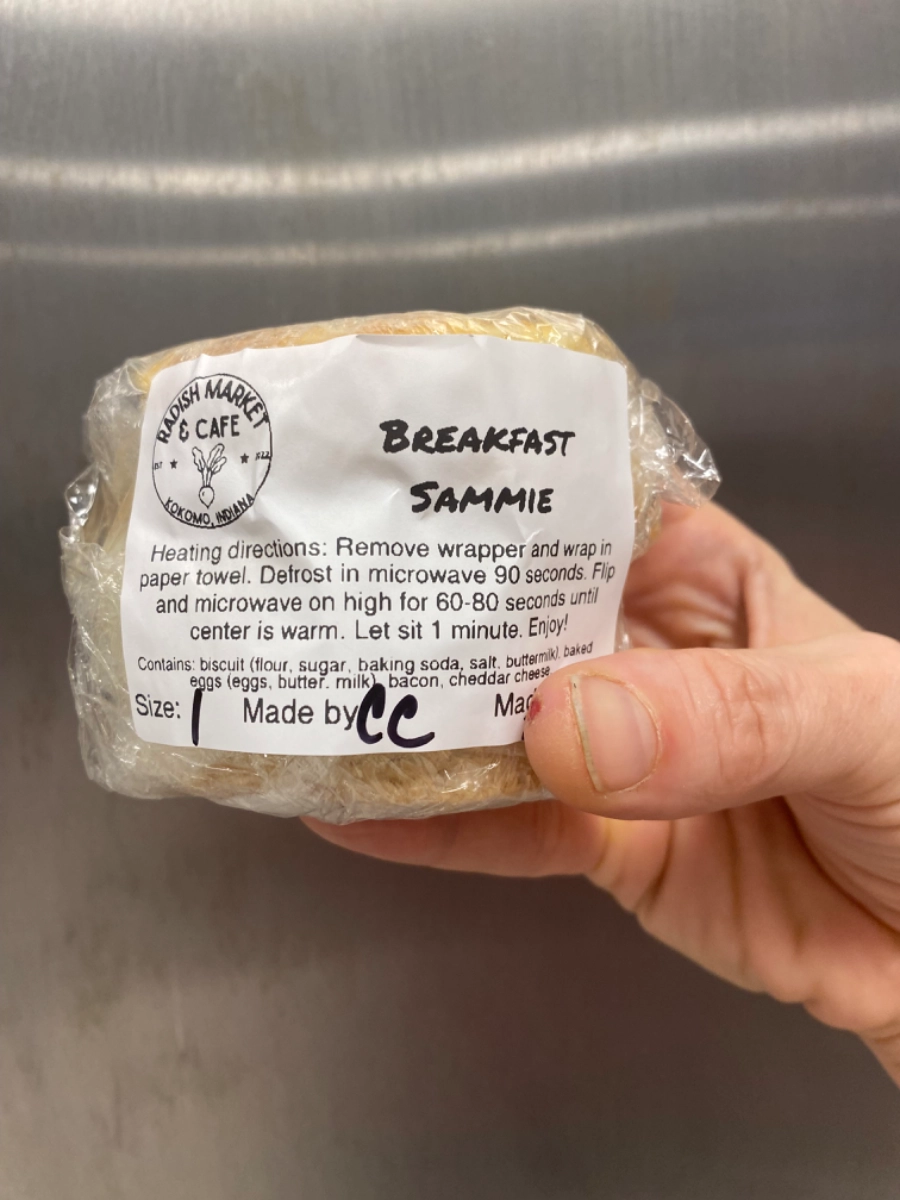 RADISH MARKET
& CAFE
EST
KOKOMO, INDIANA
BREAKFAST
SAMMIE
Heating directions: Remove wrapper and wrap in
paper towel. Defrost in microwave 90 seconds. Flip
and microwave on high for 60-80 seconds until
center is warm. Let sit 1 minute. Enjoy!
Contains: biscuit (flour, sugar, baking soda, salt, buttermilk), baked
eggs (eggs, butter. milk), bacon, cheddar cheese
Size: 1 Made by CC